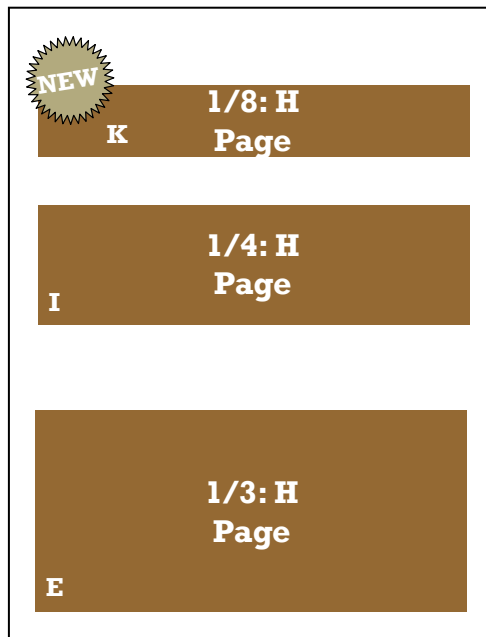 NEW
1/8: H
Page
K
1/4: H
Page
I
1/3: H
Page
E